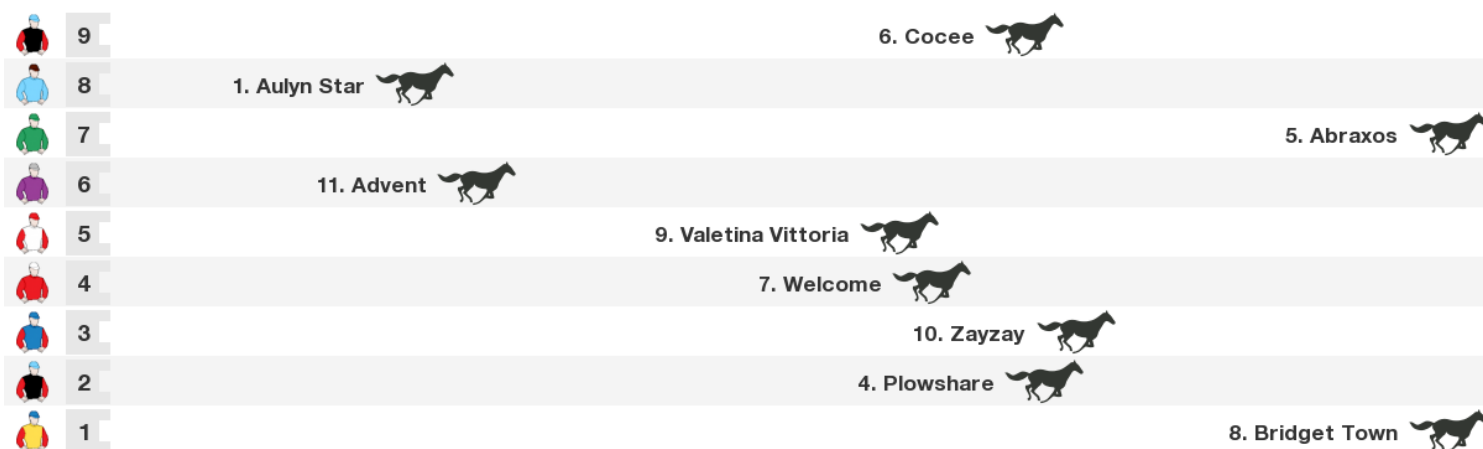 9 6. Cocee
8 1. Aulyn Star
7 5. Abraxos
6 11. Advent
5 9. Valetina Vittoria
4 7. Welcome
3 10. Zayzay
2 4. Plowshare
1 8. Bridget Town